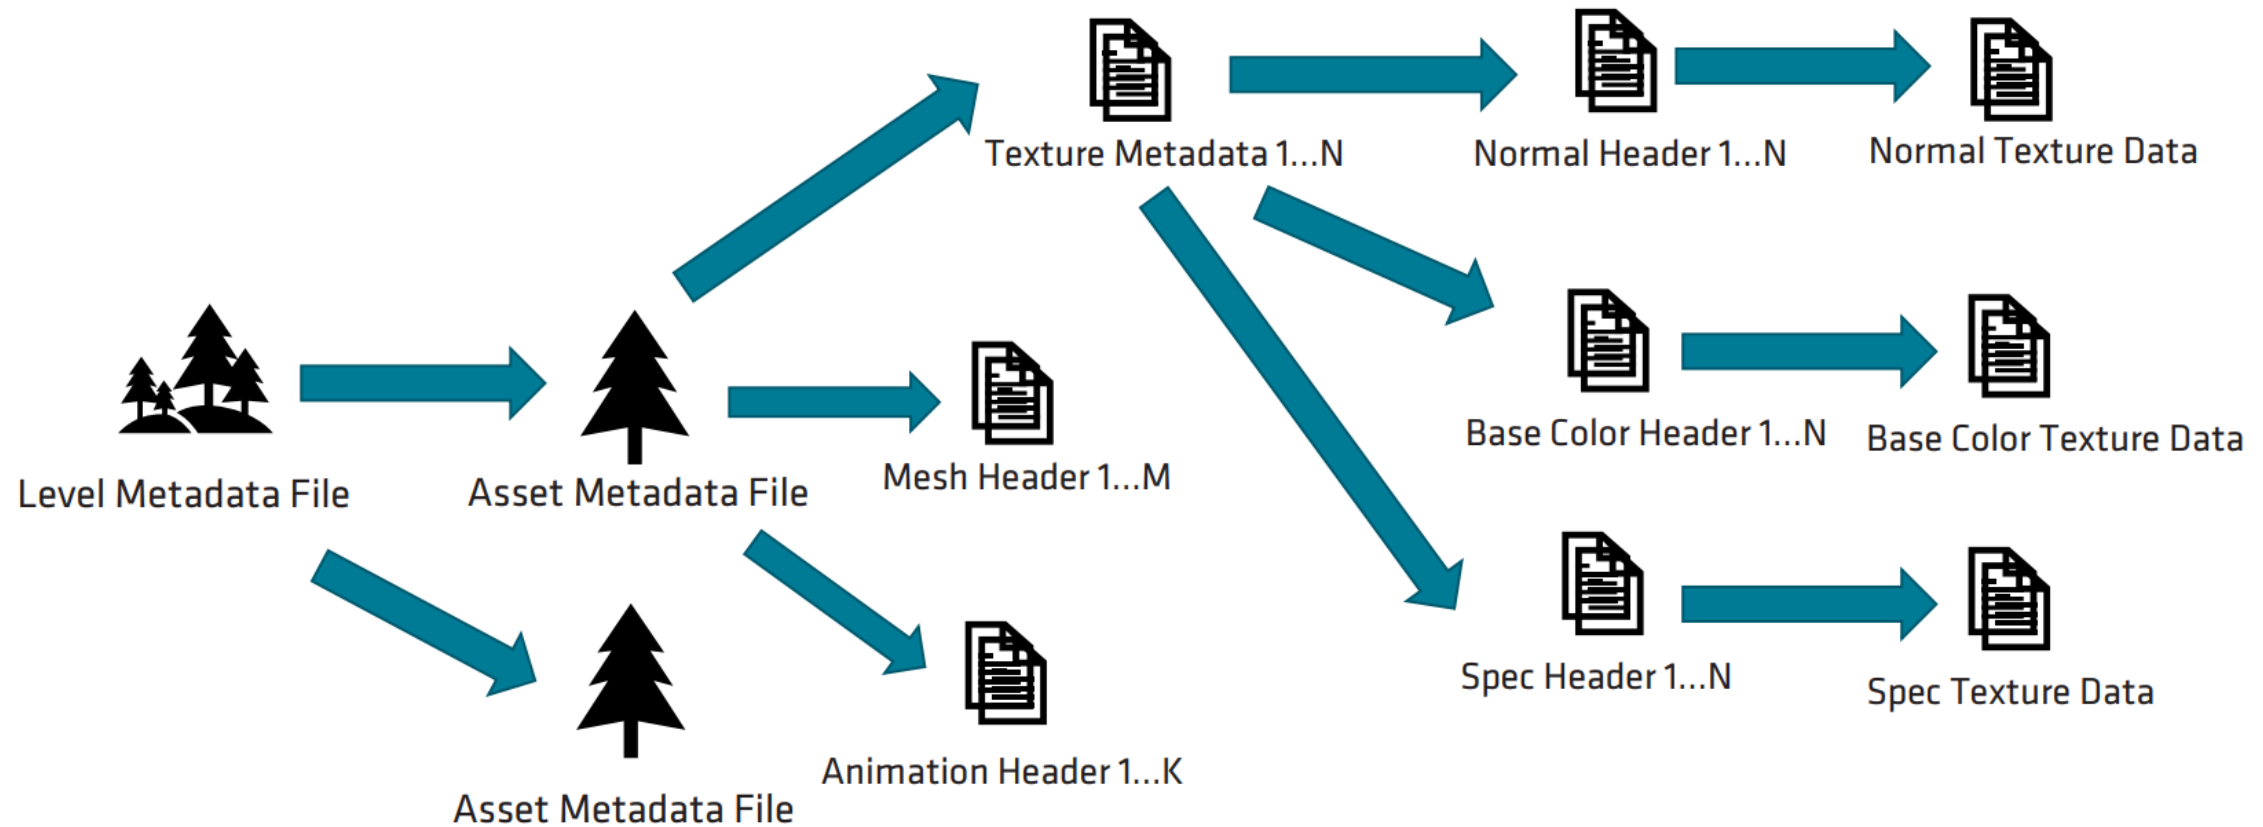 Texture Metadata 1...N
Normal Header 1...N
Normal Texture Data
Level Metadata File
Asset Metadata File
Mesh Header 1...M
Base Color Header 1...N
Base Color Texture Data
Asset Metadata File
Animation Header 1...K
Spec Header 1...N
Spec Texture Data